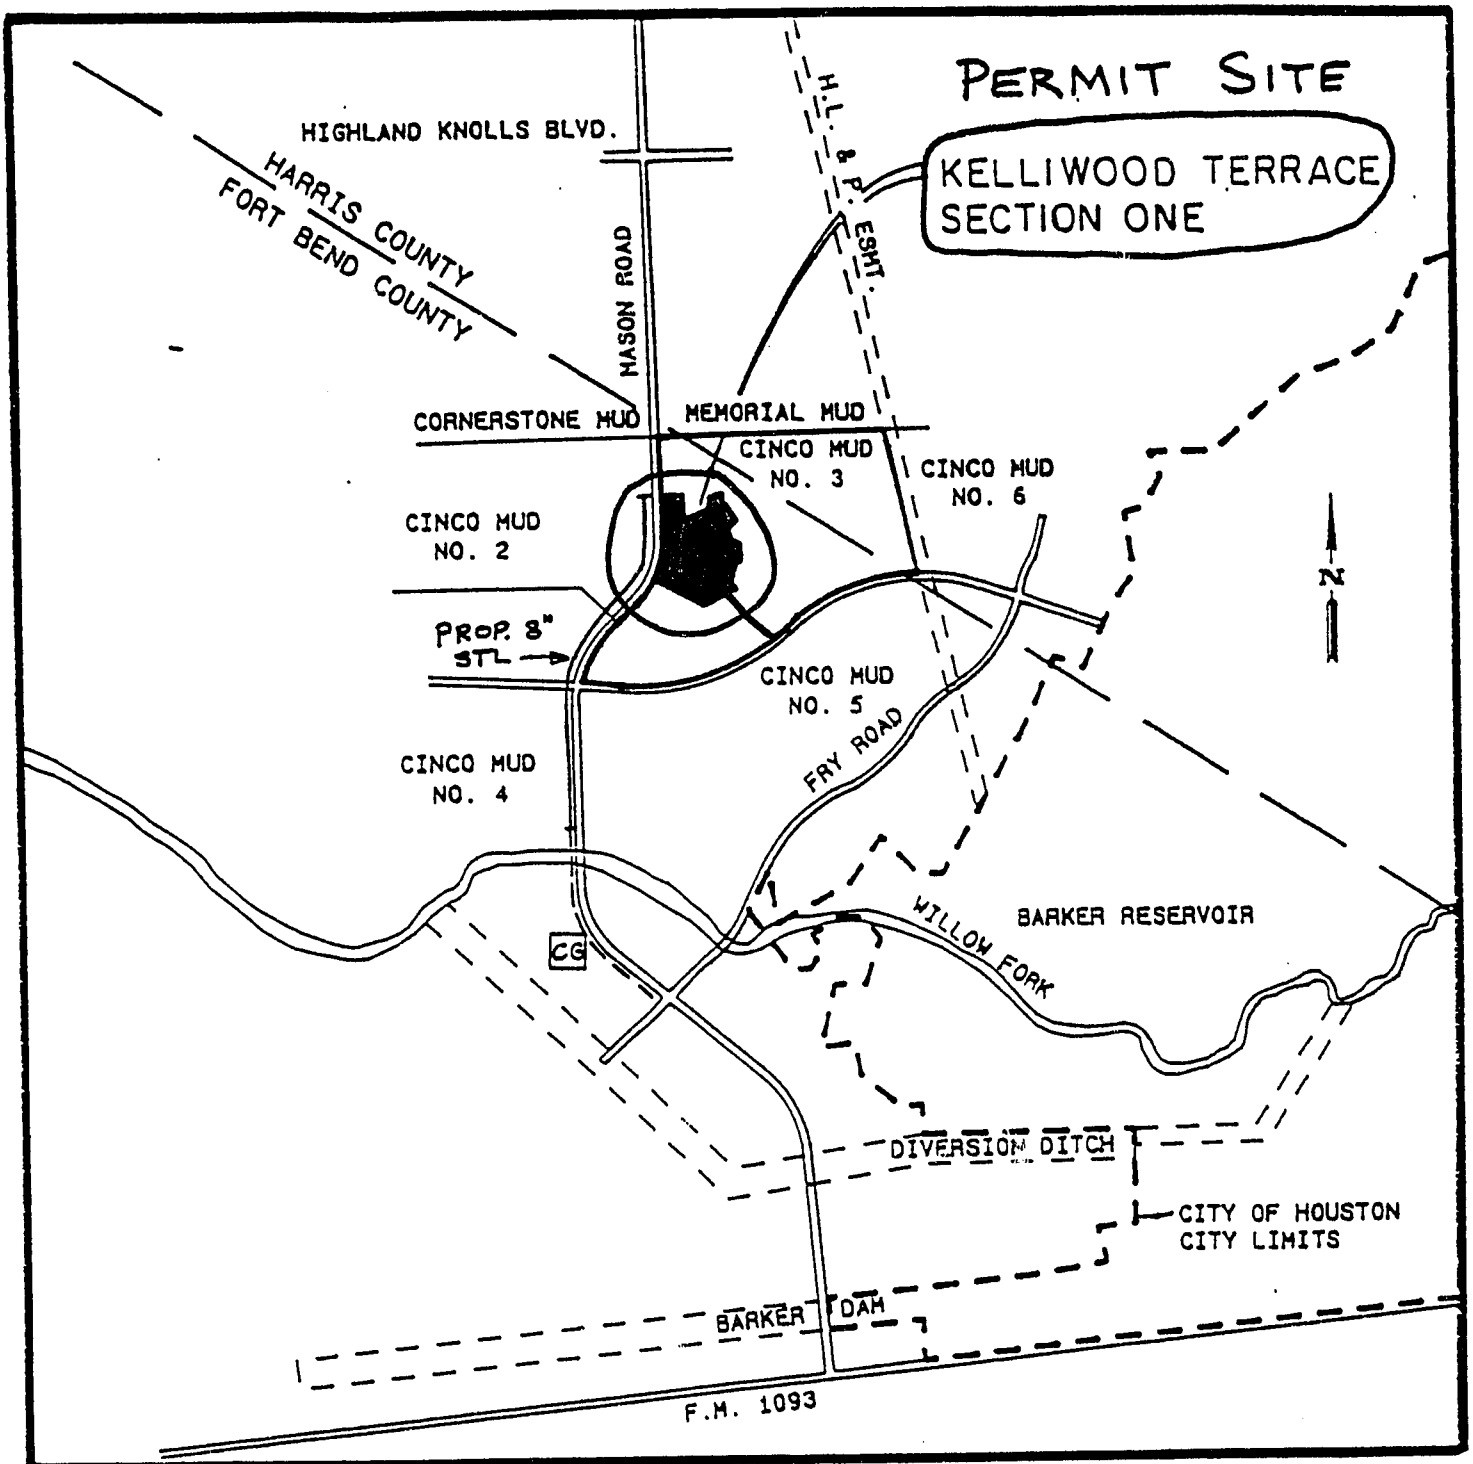 PERMIT SITE
KELLIWOOD TERRACE
SECTION ONE
HIGHLAND KNOLLS BLVD.
H.L. & P. ESMT.
HARRIS COUNTY
FORT BEND COUNTY
MASON ROAD
CORNERSTONE MUD
MEMORIAL MUD
CINCO MUD
NO. 3
CINCO MUD
NO. 6
CINCO MUD
NO. 2
N
PROP. 8"
STL
CINCO MUD
NO. 5
FRY ROAD
CINCO MUD
NO. 4
WILLOW FORK
BARKER RESERVOIR
CG
DIVERSION DITCH
CITY OF HOUSTON
CITY LIMITS
BARKER DAM
F.M. 1093